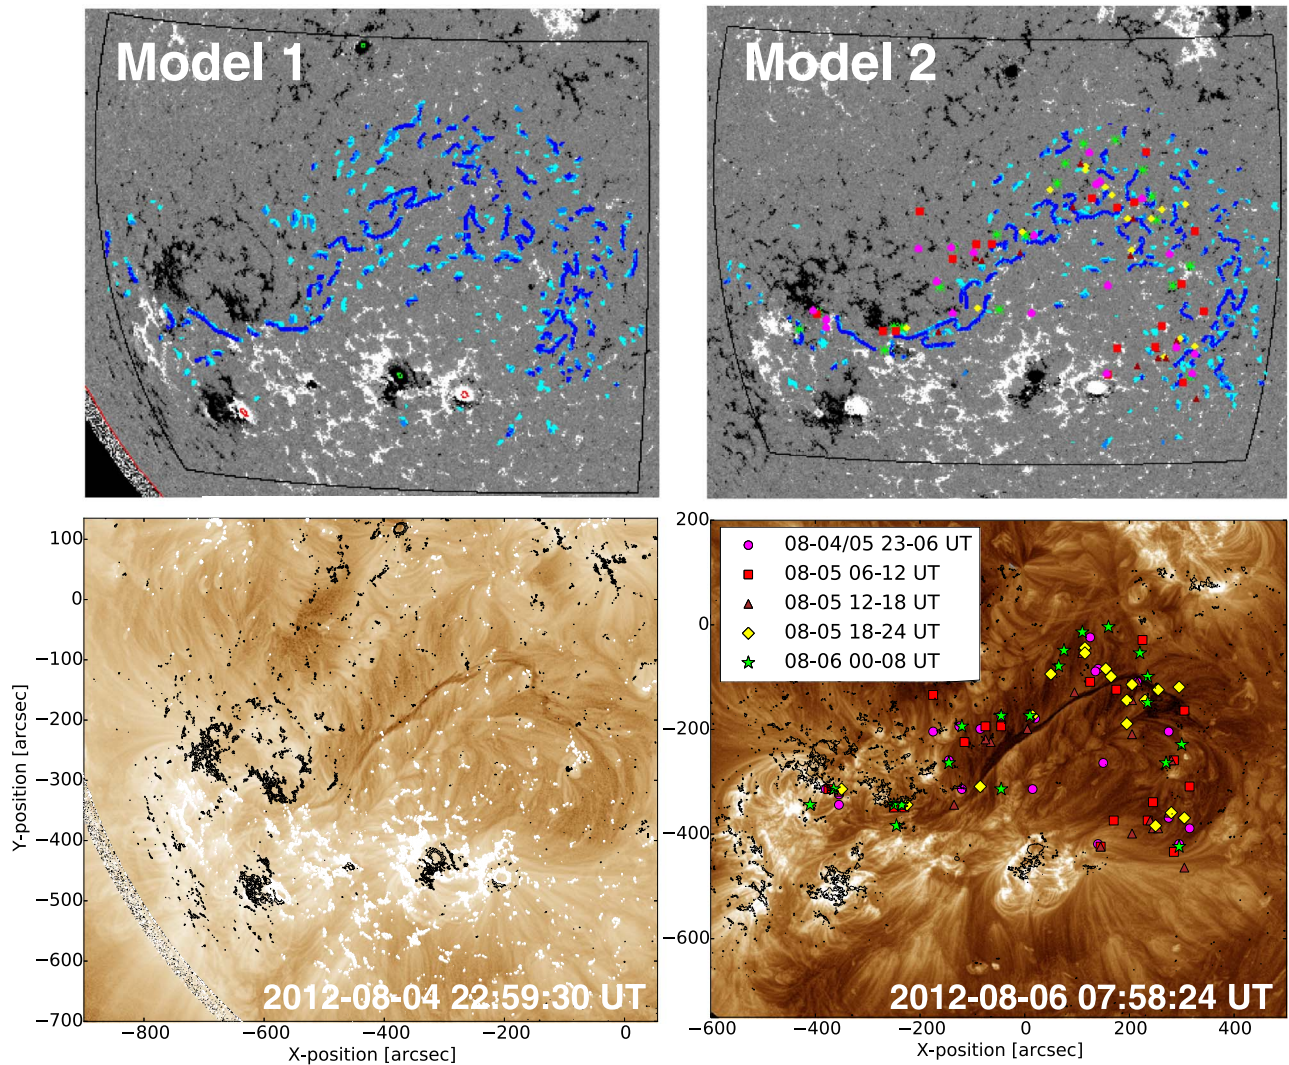 Model 1
Model 2
100
0
−100
−200
−300
−400
−500
−600
−700
Y-position [arcsec]
−800
−600
−400
−200
0
X-position [arcsec]
2012-08-04 22:59:30 UT
200
0
−200
−400
−600
08-04/05 23-06 UT
08-05 06-12 UT
08-05 12-18 UT
08-05 18-24 UT
08-06 00-08 UT
2012-08-06 07:58:24 UT
−600
−400
−200
0
200
400
X-position [arcsec]